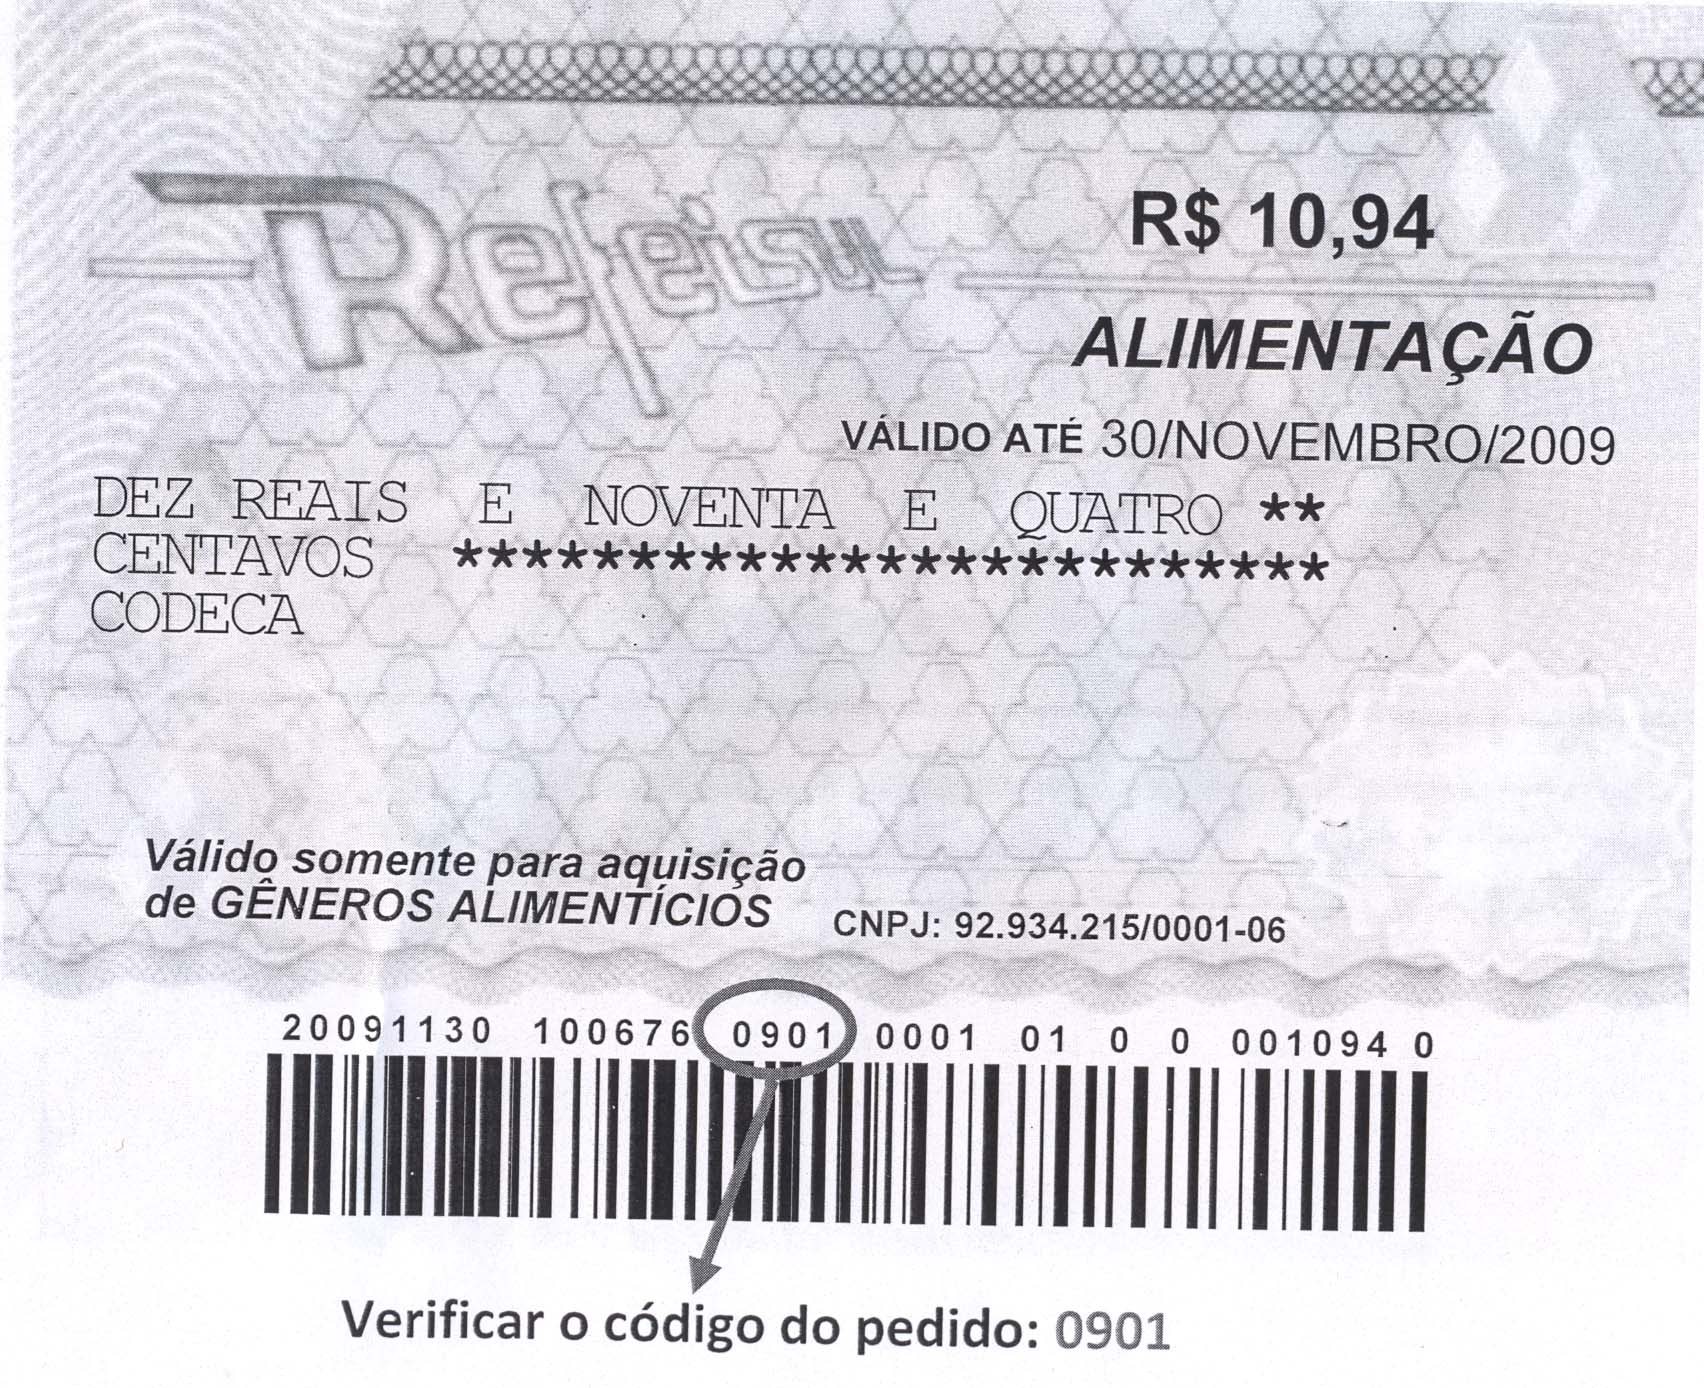 Refeisul
R$ 10,94
ALIMENTAÇÃO
VÁLIDO ATÉ 30/NOVEMBRO/2009
DEZ REAIS E NOVENTA E QUATRO **
CENTAVOS *************************
CODECA
Válido somente para aquisição
de GÊNEROS ALIMENTÍCIOS
CNPJ: 92.934.215/0001-06
20091130 100676 0901 0001 01 0 0 001094 0
Verificar o código do pedido: 0901